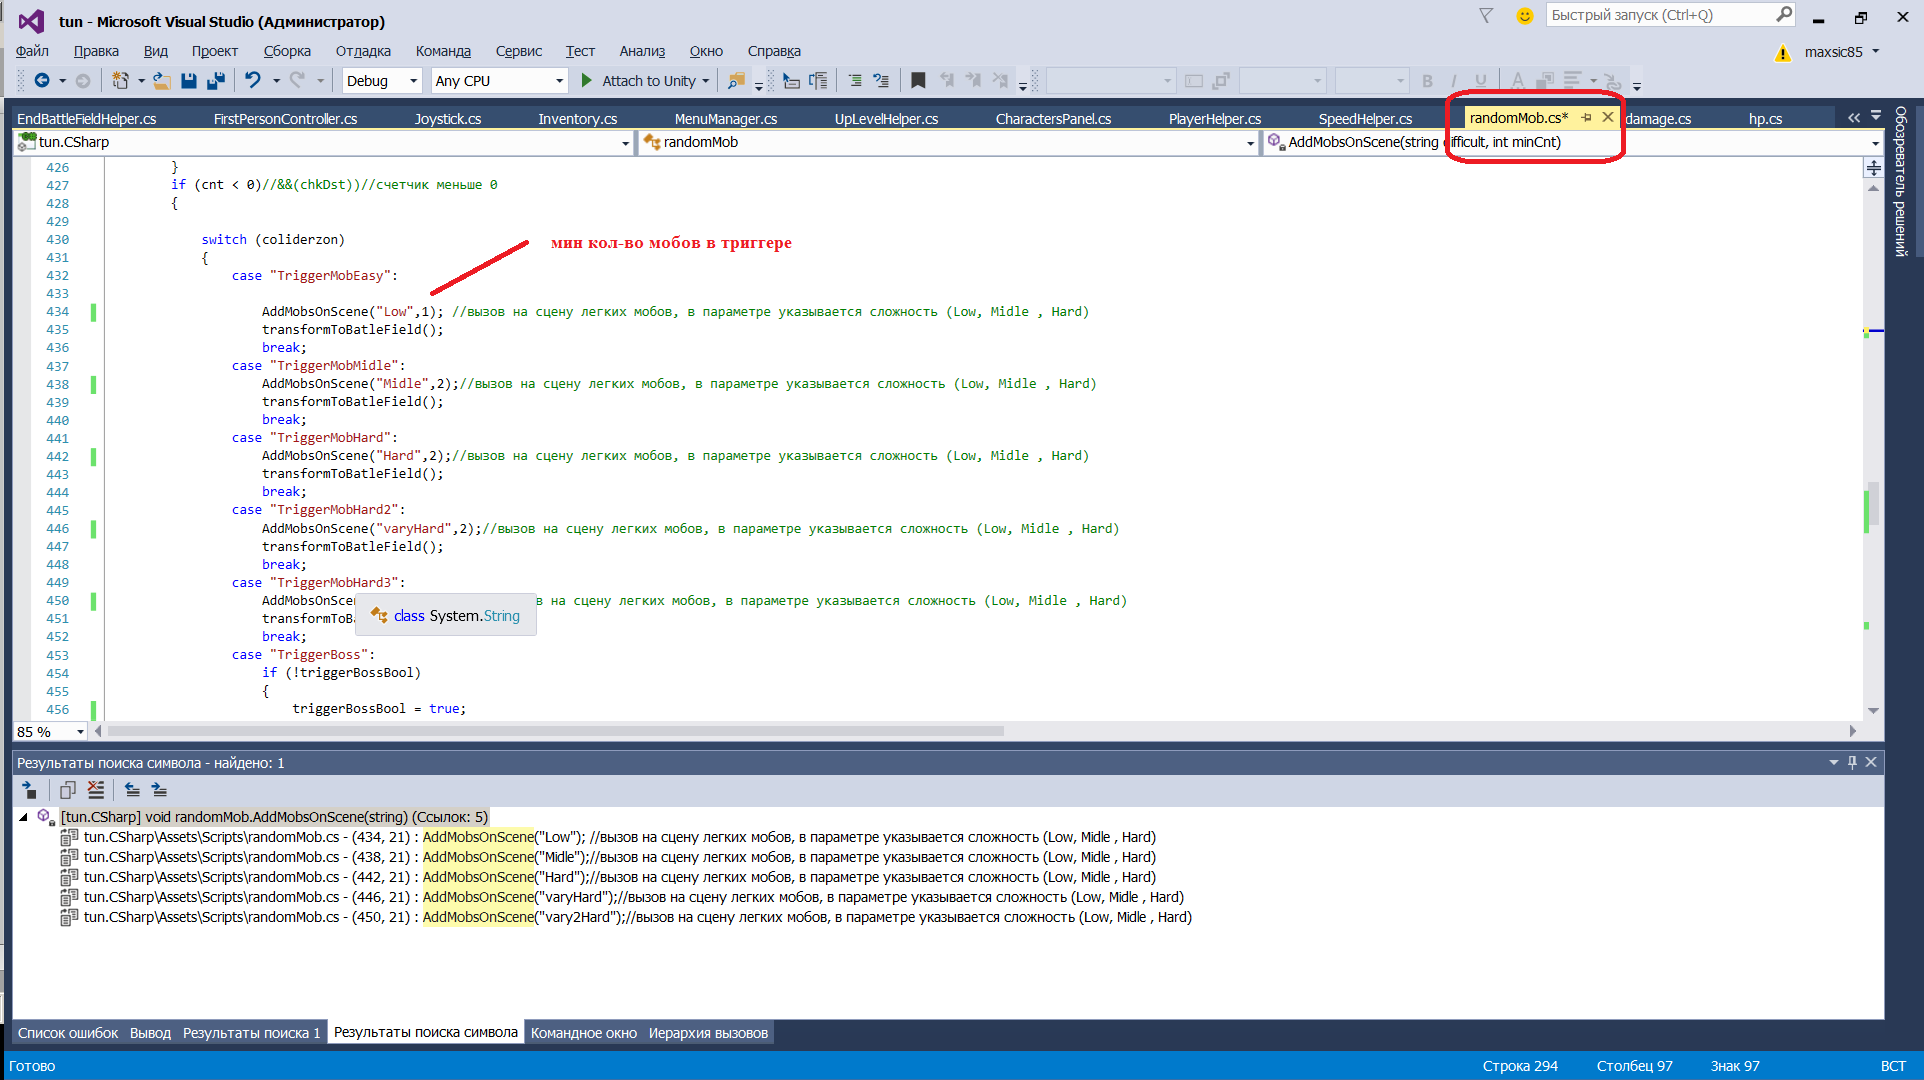 tun - Microsoft Visual Studio (Администратор)
Быстрый запуск (Ctrl+Q)
Файл Правка Вид Проект Сборка Отладка Команда Сервис Тест Анализ Окно Справка
maxsic85
Debug Any CPU Attach to Unity
EndBattleFieldHelper.cs FirstPersonController.cs Joystick.cs Inventory.cs MenuManager.cs UpLevelHelper.cs CharactersPanel.cs PlayerHelper.cs SpeedHelper.cs randomMob.cs* damage.cs hp.cs
Обозреватель решений
tun.CSharp randomMob AddMobsOnScene(string difficult, int minCnt)
426 }
427 if (cnt < 0)//&&(chkDst))//счетчик меньше 0
428 {
429
430 switch (coliderzon)
мин кол-во мобов в триггере
431 {
432 case "TriggerMobEasy":
433
434 AddMobsOnScene("Low",1); //вызов на сцену легких мобов, в параметре указывается сложность (Low, Midle , Hard)
435 transformToBatleField();
436 break;
437 case "TriggerMobMidle":
438 AddMobsOnScene("Midle",2);//вызов на сцену легких мобов, в параметре указывается сложность (Low, Midle , Hard)
439 transformToBatleField();
440 break;
441 case "TriggerMobHard":
442 AddMobsOnScene("Hard",2);//вызов на сцену легких мобов, в параметре указывается сложность (Low, Midle , Hard)
443 transformToBatleField();
444 break;
445 case "TriggerMobHard2":
446 AddMobsOnScene("varyHard",2);//вызов на сцену легких мобов, в параметре указывается сложность (Low, Midle , Hard)
447 transformToBatleField();
448 break;
449 case "TriggerMobHard3":
450 AddMobsOnScen в на сцену легких мобов, в параметре указывается сложность (Low, Midle , Hard)
class System.String
451 transformToBa
452 break;
453 case "TriggerBoss":
454 if (!triggerBossBool)
455 {
456 triggerBossBool = true;
85 %
Результаты поиска символа - найдено: 1
[tun.CSharp] void randomMob.AddMobsOnScene(string) (Ссылок: 5)
tun.CSharp\Assets\Scripts\randomMob.cs - (434, 21) : AddMobsOnScene("Low"); //вызов на сцену легких мобов, в параметре указывается сложность (Low, Midle , Hard)
tun.CSharp\Assets\Scripts\randomMob.cs - (438, 21) : AddMobsOnScene("Midle");//вызов на сцену легких мобов, в параметре указывается сложность (Low, Midle , Hard)
tun.CSharp\Assets\Scripts\randomMob.cs - (442, 21) : AddMobsOnScene("Hard");//вызов на сцену легких мобов, в параметре указывается сложность (Low, Midle , Hard)
tun.CSharp\Assets\Scripts\randomMob.cs - (446, 21) : AddMobsOnScene("varyHard");//вызов на сцену легких мобов, в параметре указывается сложность (Low, Midle , Hard)
tun.CSharp\Assets\Scripts\randomMob.cs - (450, 21) : AddMobsOnScene("vary2Hard");//вызов на сцену легких мобов, в параметре указывается сложность (Low, Midle , Hard)
Список ошибок Вывод Результаты поиска 1 Результаты поиска символа Командное окно Иерархия вызовов
Готово Строка 294 Столбец 97 Знак 97 ВСТ